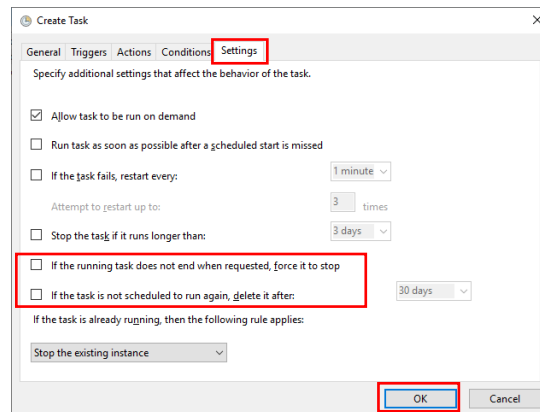 Create Task
General Triggers Actions Conditions Settings
Specify additional settings that affect the behavior of the task.
Allow task to be run on demand
Run task as soon as possible after a scheduled start is missed
If the task fails, restart every: 1 minute
Attempt to restart up to: 3 times
Stop the task if it runs longer than: 3 days
If the running task does not end when requested, force it to stop
If the task is not scheduled to run again, delete it after: 30 days
If the task is already running, then the following rule applies:
Stop the existing instance
OK Cancel